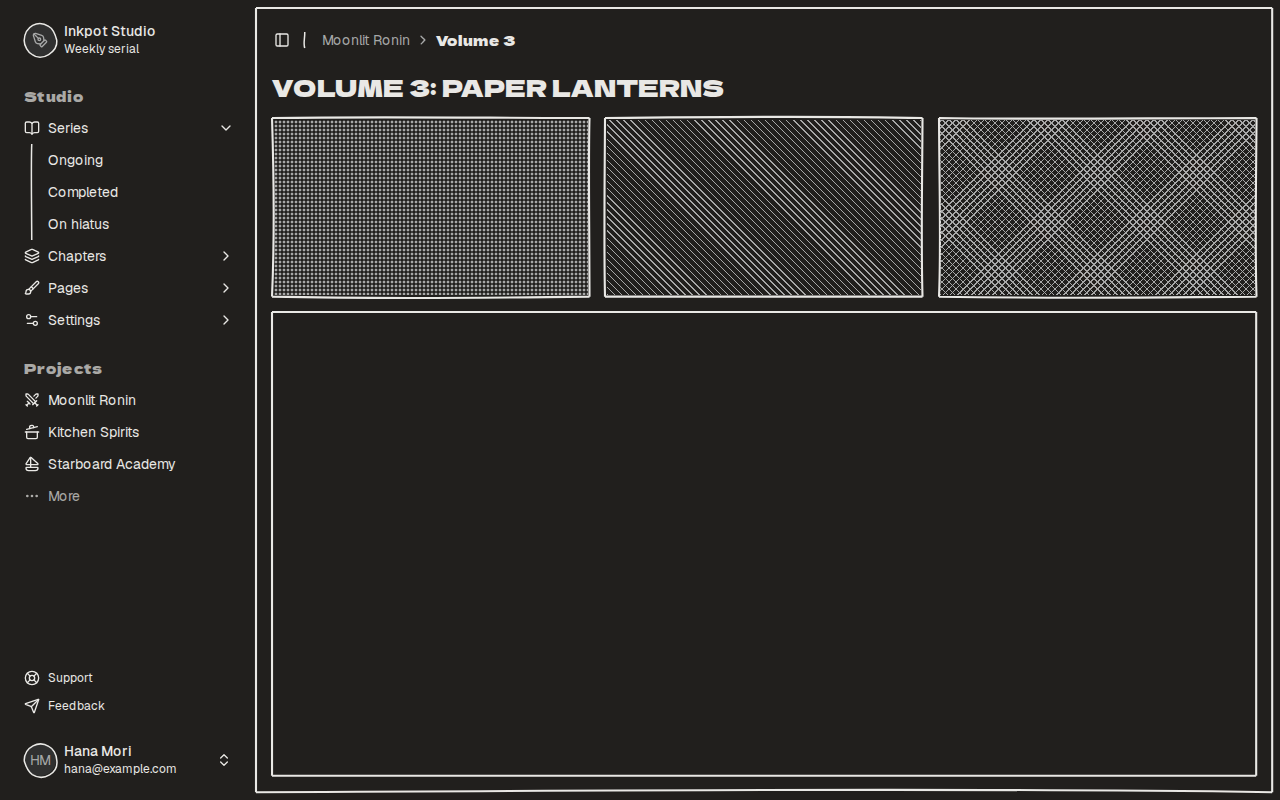 Inkpot Studio
Weekly serial
Studio
Series
Ongoing
Completed
On hiatus
Chapters
Pages
Settings
Projects
Moonlit Ronin
Kitchen Spirits
Starboard Academy
More
Support
Feedback
HM
Hana Mori
hana@example.com
Moonlit Ronin
Volume 3
VOLUME 3: PAPER LANTERNS